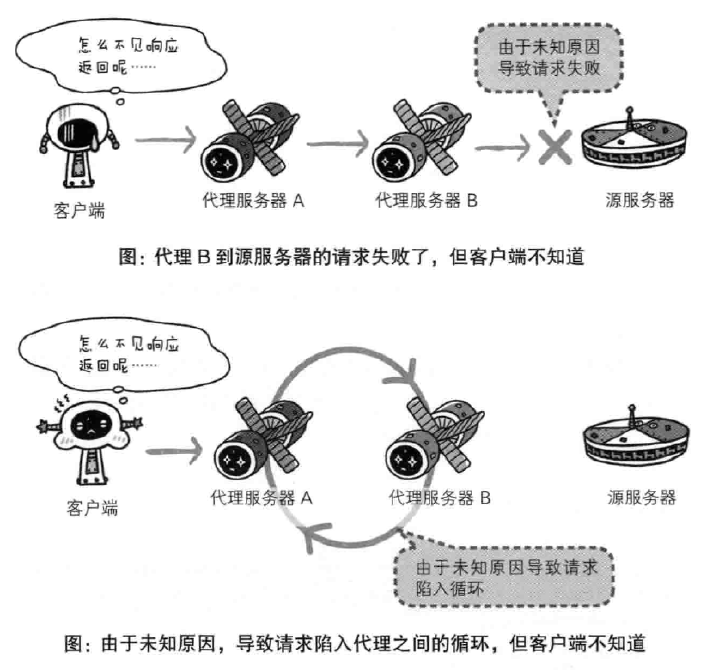 怎么不见响应
返回呢……
由于未知原因
导致请求失败
客户端
代理服务器 A
代理服务器 B
源服务器
图：代理 B 到源服务器的请求失败了，但客户端不知道
怎么不见响应
返回呢……
客户端
代理服务器 A
代理服务器 B
源服务器
由于未知原因导致请求
陷入循环
图：由于未知原因，导致请求陷入代理之间的循环，但客户端不知道